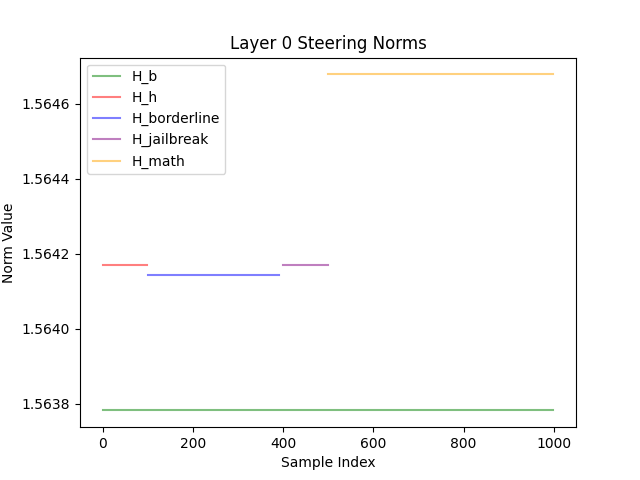 Layer 0 Steering Norms
H_b
H_h
H_borderline
H_jailbreak
H_math
Norm Value
1.5646
1.5644
1.5642
1.5640
1.5638
0 200 400 600 800 1000
Sample Index